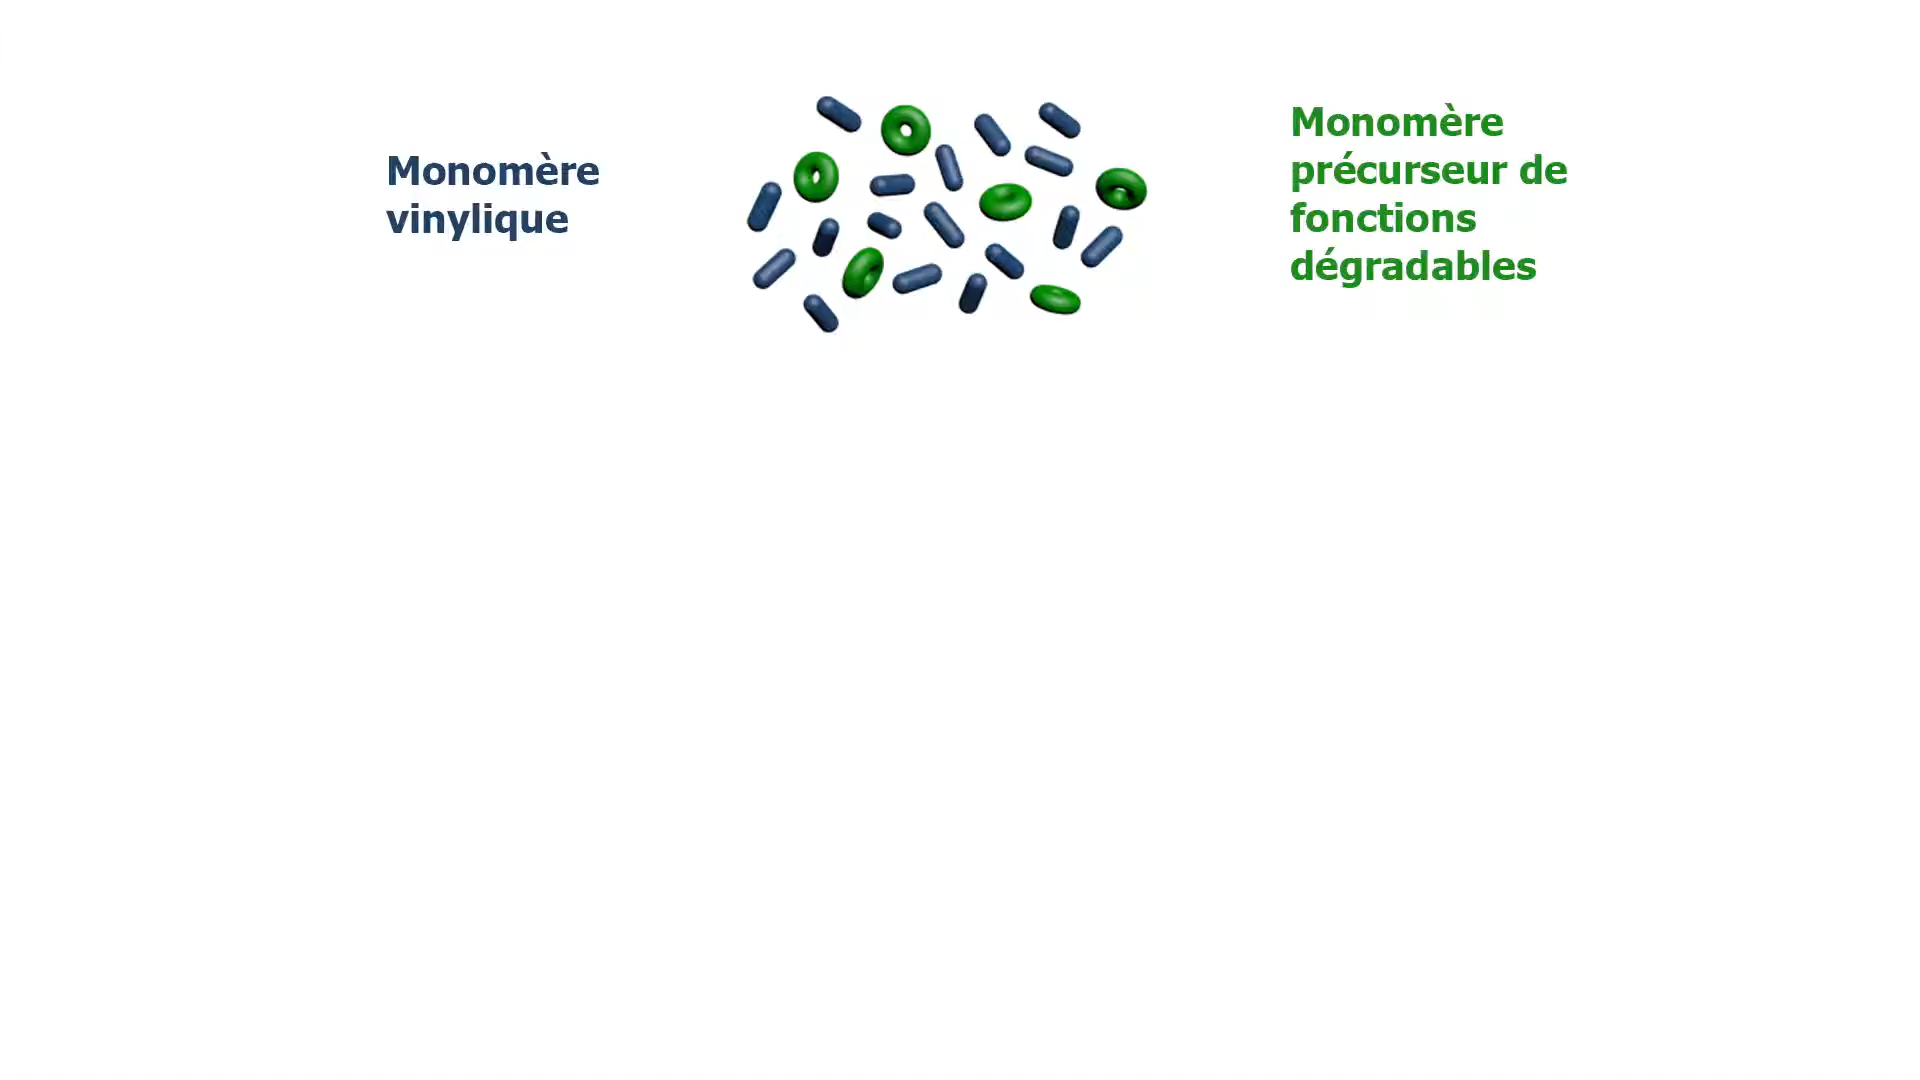 Monomère
vinylique
Monomère
précurseur de
fonctions
dégradables